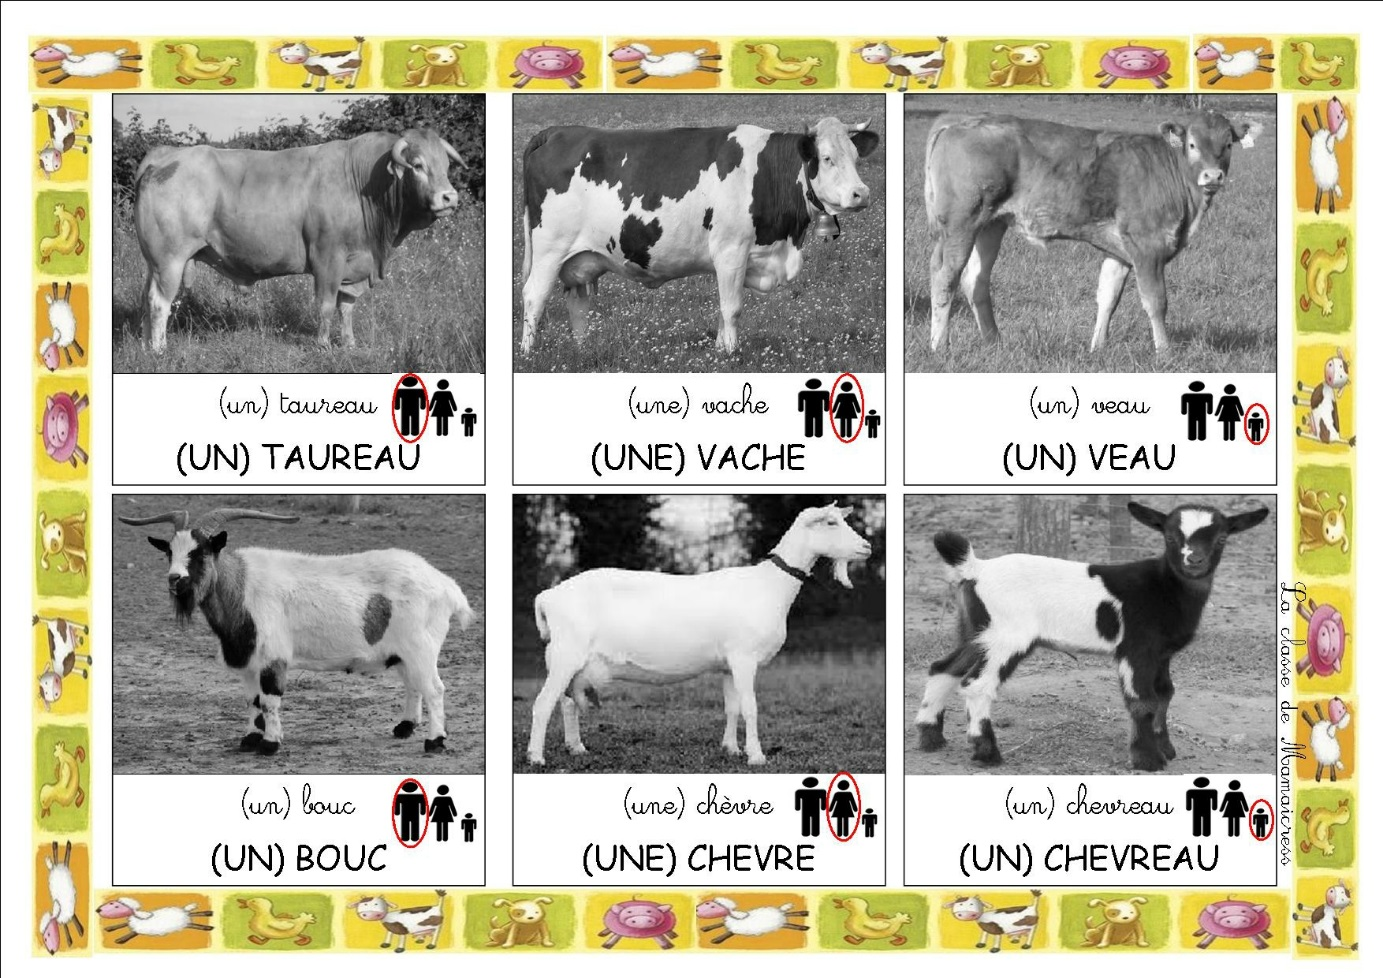 (un) taureau
(UN) TAUREAU
(une) vache
(UNE) VACHE
(un) veau
(UN) VEAU
(un) bouc
(UN) BOUC
(une) chèvre
(UNE) CHEVRE
(un) chevreau
(UN) CHEVREAU
La classe de Mamaicress